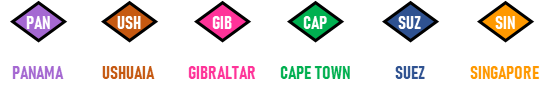 PAN USH GIB CAP SUZ SIN
PANAMA USHUAIA GIBRALTAR CAPE TOWN SUEZ SINGAPORE